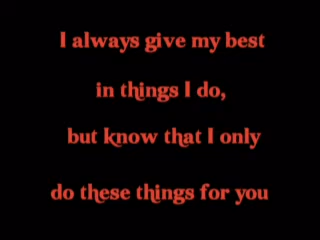 I always give my best
in things I do,
but know that I only
do these things for you